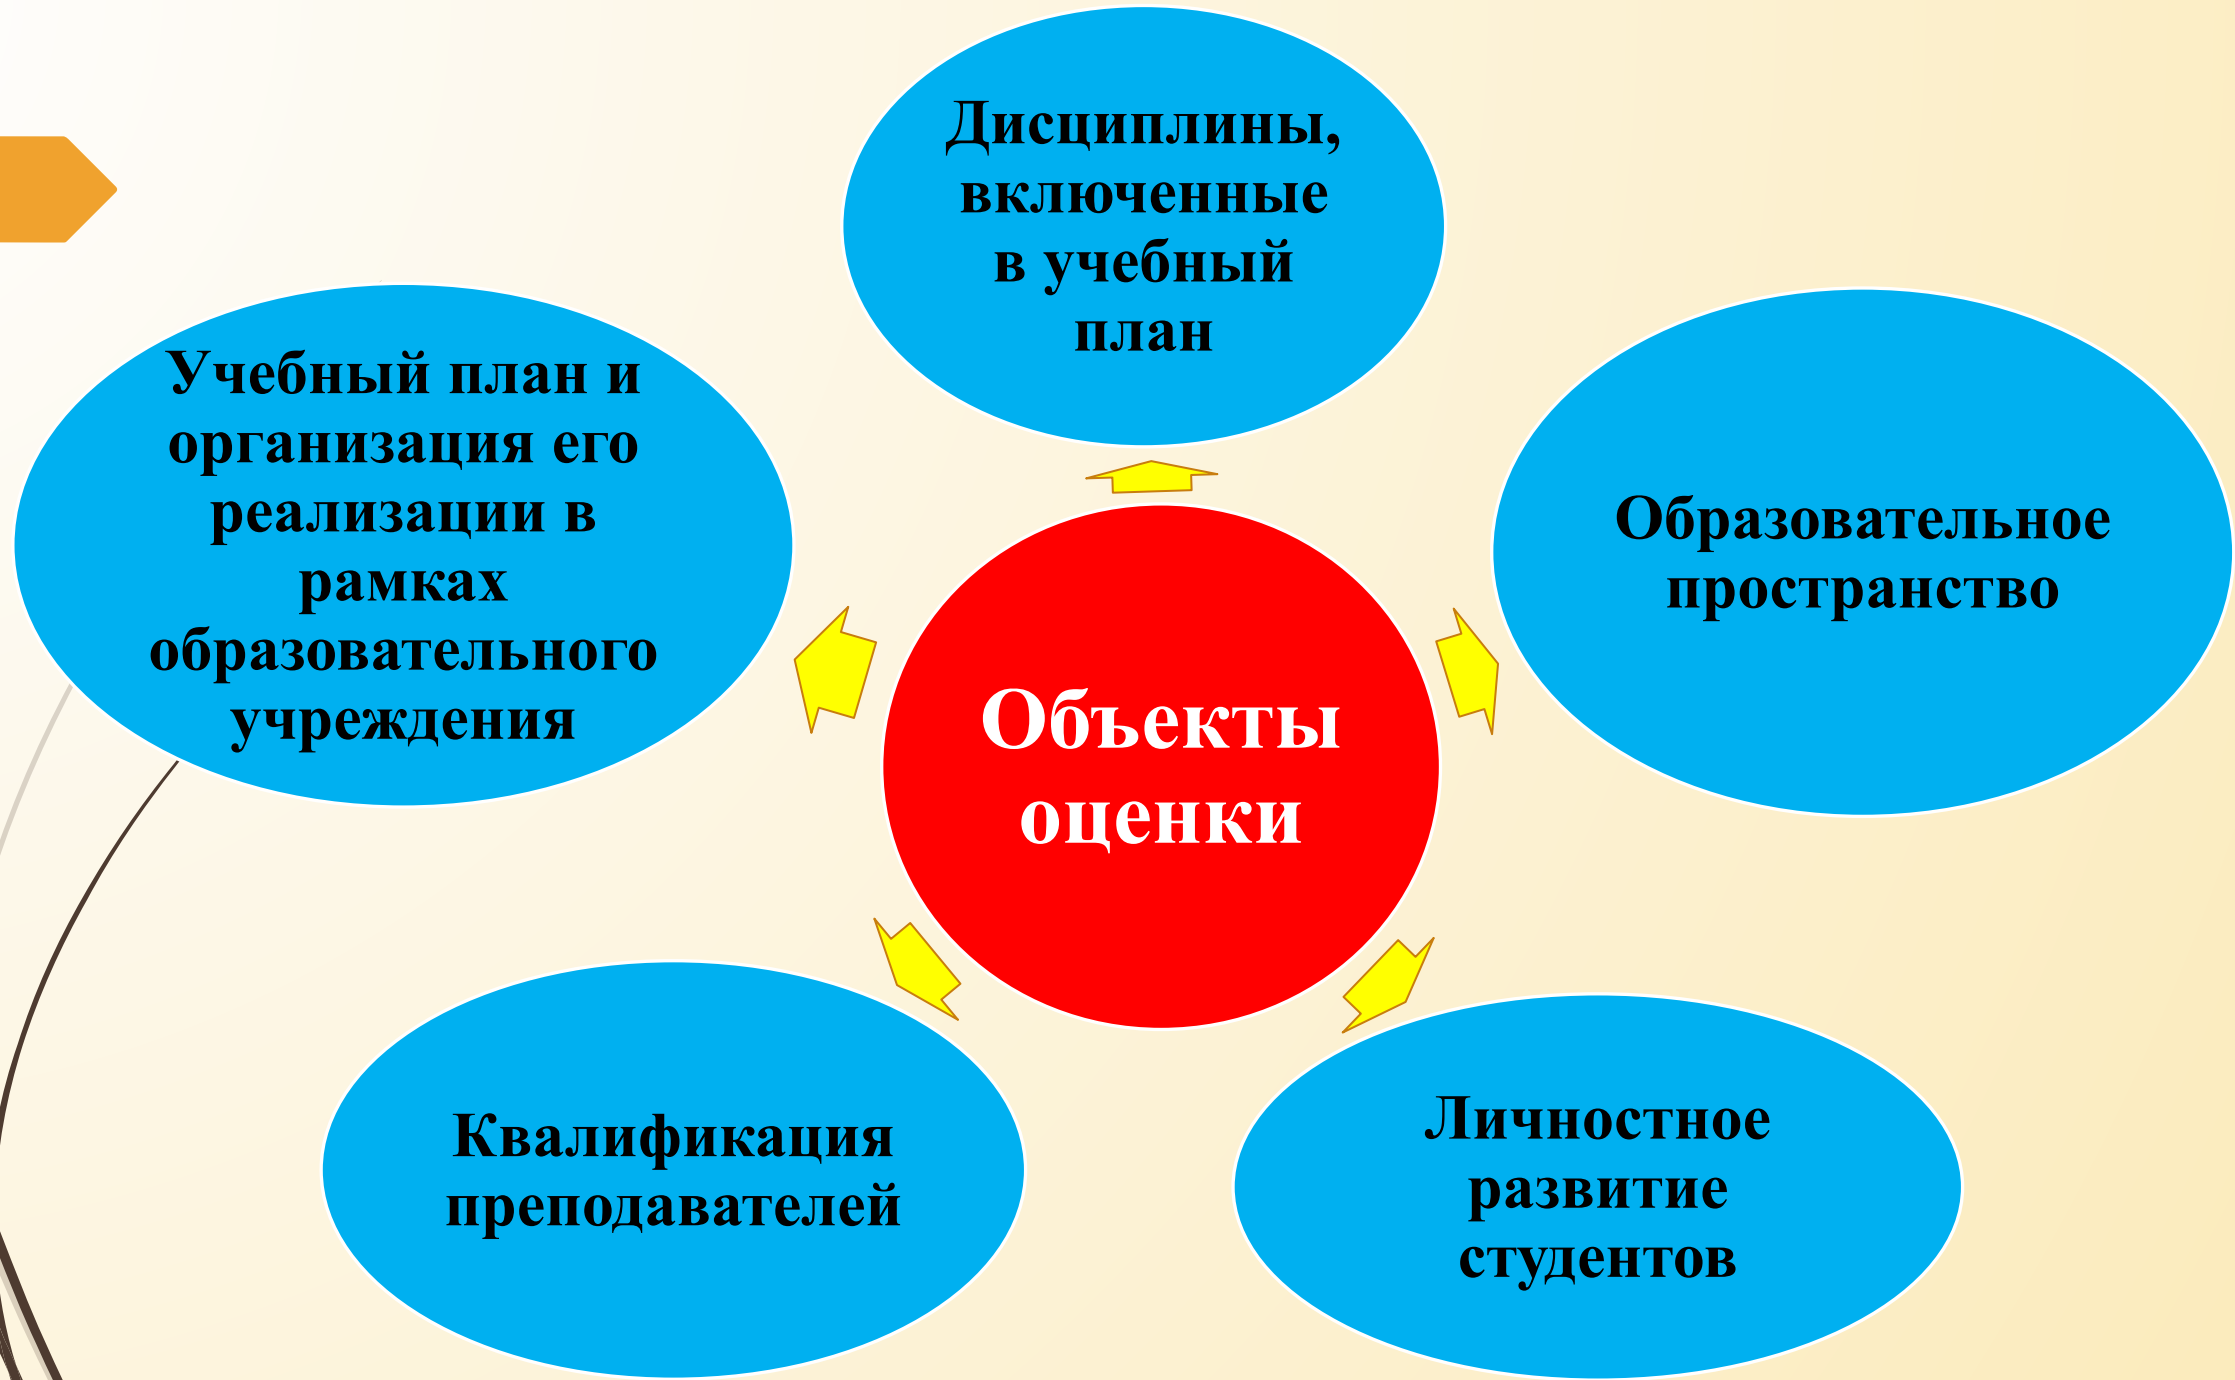 Дисциплины,
включенные
в учебный
план
Учебный план и
организация его
реализации в
рамках
образовательного
учреждения
Образовательное
пространство
Объекты
оценки
Квалификация
преподавателей
Личностное
развитие
студентов